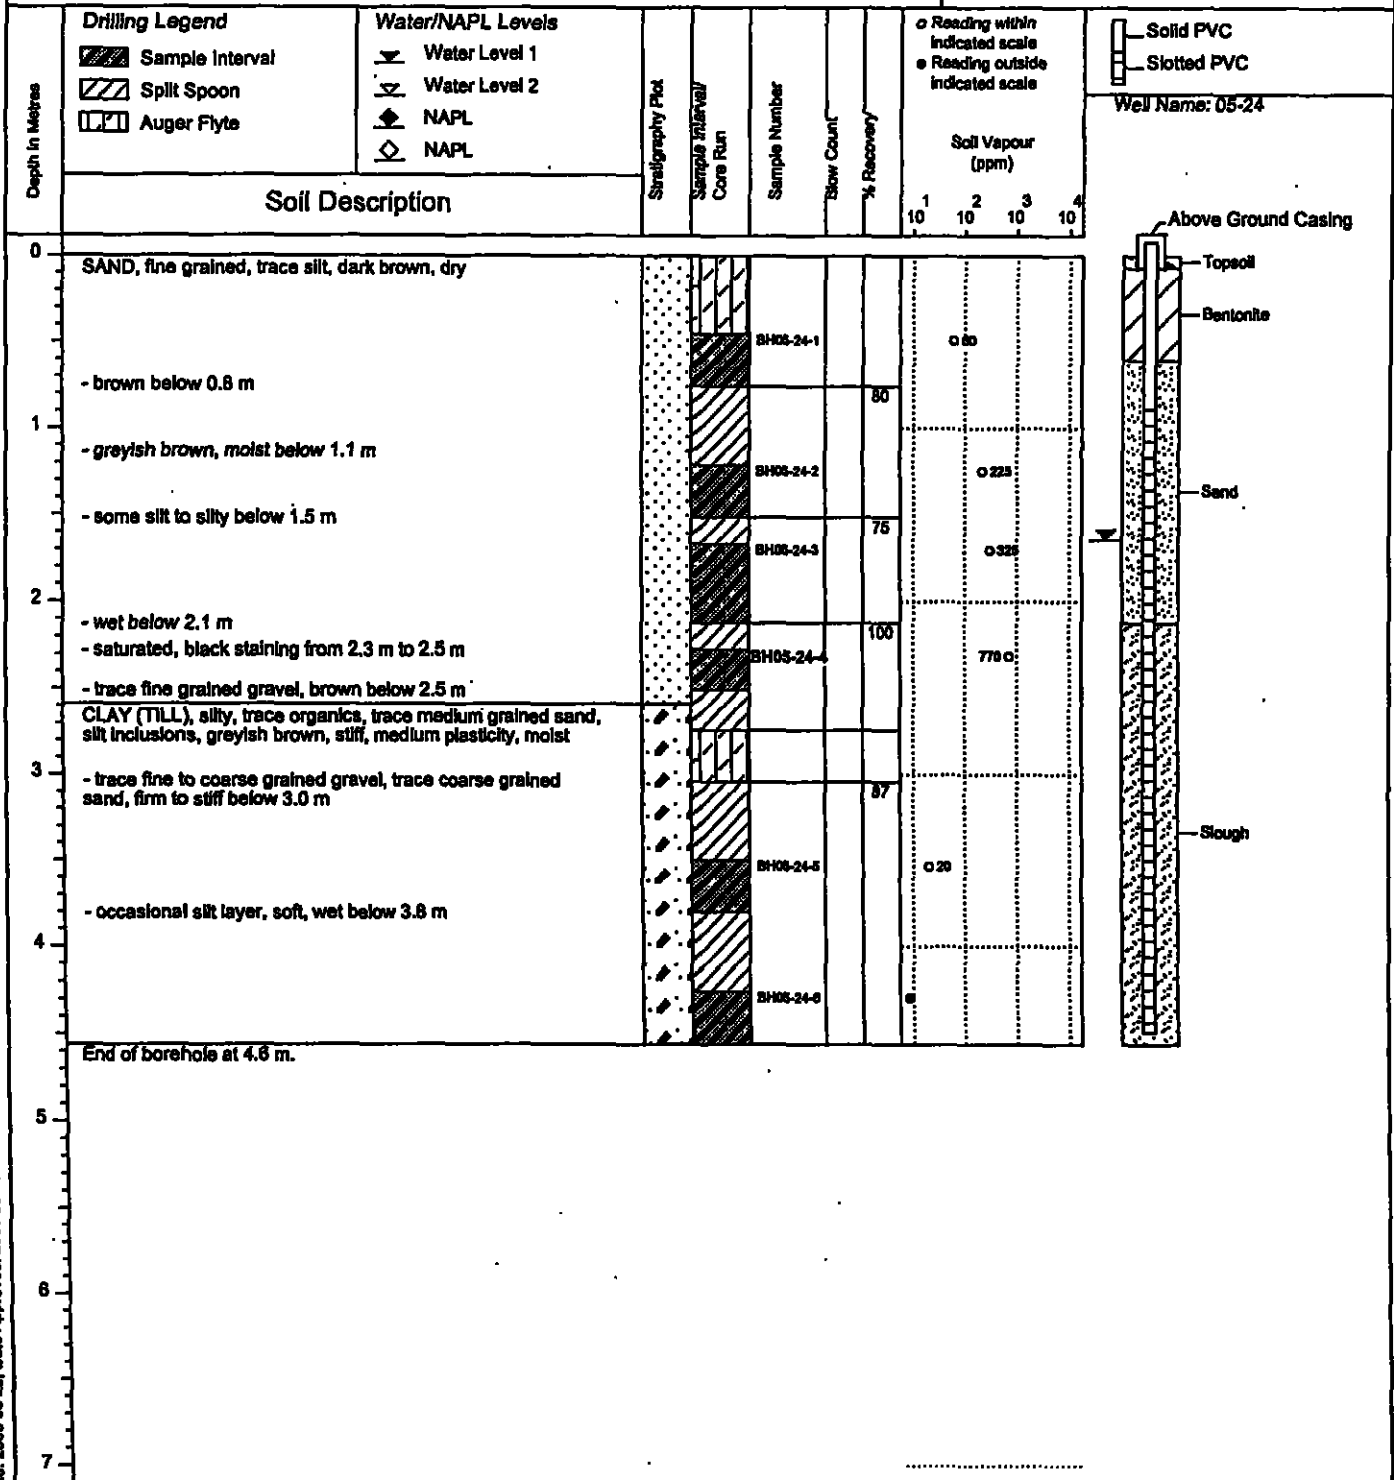 Drilling Legend
Sample Interval
Split Spoon
Auger Flyte
Water/NAPL Levels
Water Level 1
Water Level 2
NAPL
NAPL
Depth in Metres
Soil Description
Stratigraphy Plot
Sample Interval/
Core Run
Sample Number
Blow Count
% Recovery
Reading within
indicated scale
Reading outside
indicated scale
Soil Vapour
(ppm)
10^1 10^2 10^3 10^4
Solid PVC
Slotted PVC
Well Name: 05-24
Above Ground Casing
Topsoil
Bentonite
Sand
Slough
0
SAND, fine grained, trace silt, dark brown, dry
BH05-24-1
60
- brown below 0.8 m
80
1
- greyish brown, moist below 1.1 m
BH05-24-2
225
- some silt to silty below 1.5 m
75
BH05-24-3
325
2
- wet below 2.1 m
100
- saturated, black staining from 2.3 m to 2.5 m
BH05-24-4
770
- trace fine grained gravel, brown below 2.5 m
CLAY (TILL), silty, trace organics, trace medium grained sand,
silt inclusions, greyish brown, stiff, medium plasticity, moist
3
- trace fine to coarse grained gravel, trace coarse grained
sand, firm to stiff below 3.0 m
BH05-24-5
20
- occasional silt layer, soft, wet below 3.8 m
4
BH05-24-6
End of borehole at 4.6 m.
5
6
7